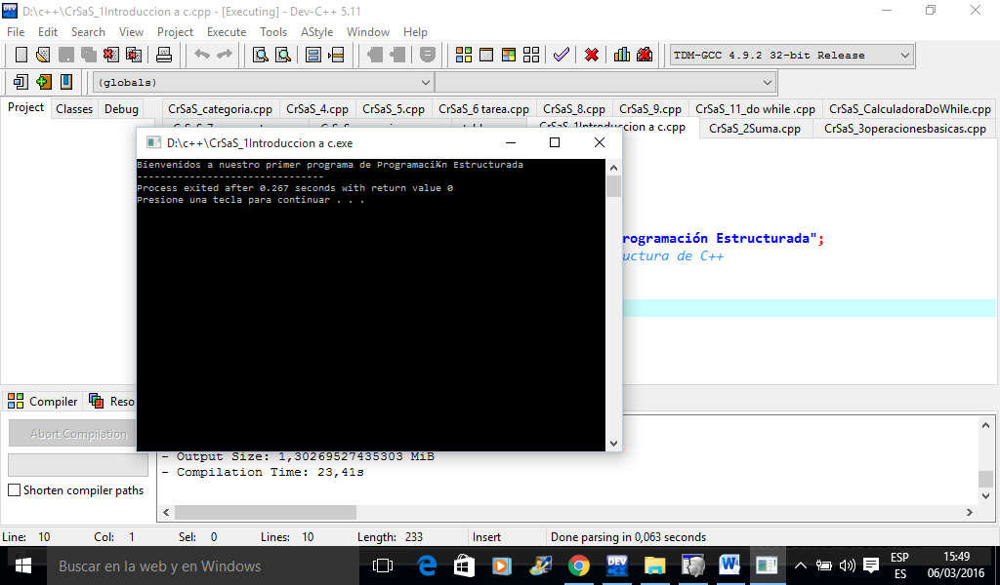 D:\c++\CrSaS_1Introduccion a c.cpp - [Executing] - Dev-C++ 5.11
File Edit Search View Project Execute Tools AStyle Window Help
TDM-GCC 4.9.2 32-bit Release
(globals)
Project Classes Debug
CrSaS_categoria.cpp CrSaS_4.cpp CrSaS_5.cpp CrSaS_6 tarea.cpp CrSaS_8.cpp CrSaS_9.cpp CrSaS_11_do while .cpp CrSaS_CalculadoraDoWhile.cpp
CrSaS_1Introduccion a c.cpp CrSaS_2Suma.cpp CrSaS_3operacionesbasicas.cpp
D:\c++\CrSaS_1Introduccion a c.exe
Bienvenidos a nuestro primer programa de Programaci¾n Estructurada
--------------------------------
Process exited after 0.267 seconds with return value 0
Presione una tecla para continuar . . .
rogramación Estructurada";
uctura de C++
Compiler Reso
Abort Compilation
Shorten compiler paths
- Output Size: 1,30269527435303 MiB
- Compilation Time: 23,41s
Line: 10 Col: 1 Sel: 0 Lines: 10 Length: 233 Insert Done parsing in 0,063 seconds
Buscar en la web y en Windows
ESP
ES
15:49
06/03/2016